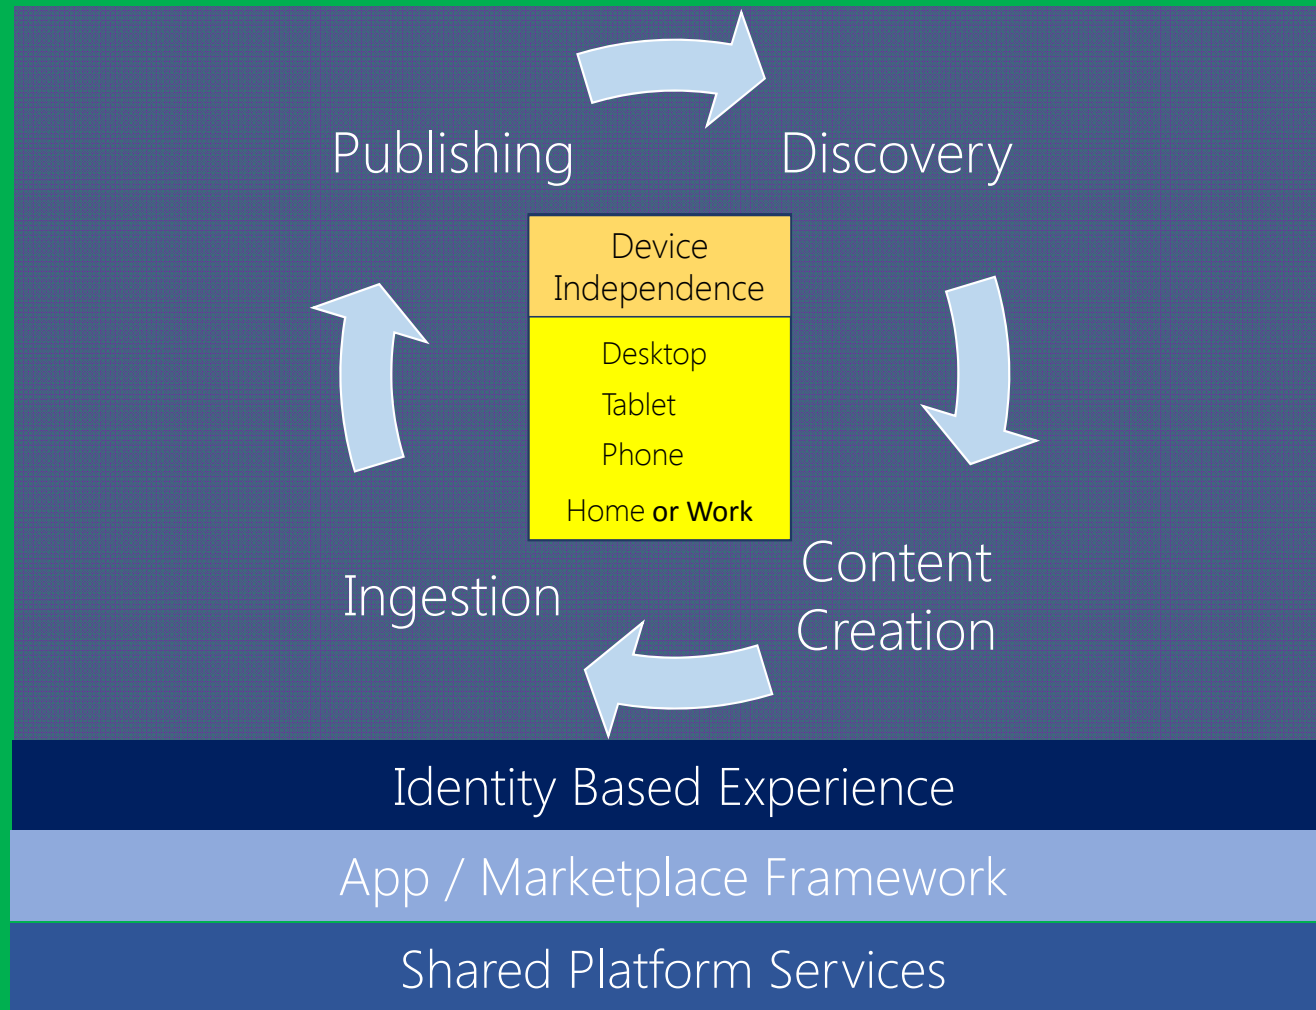 Publishing
Discovery
Device
Independence
Desktop
Tablet
Phone
Home or Work
Content
Creation
Ingestion
Identity Based Experience
App / Marketplace Framework
Shared Platform Services